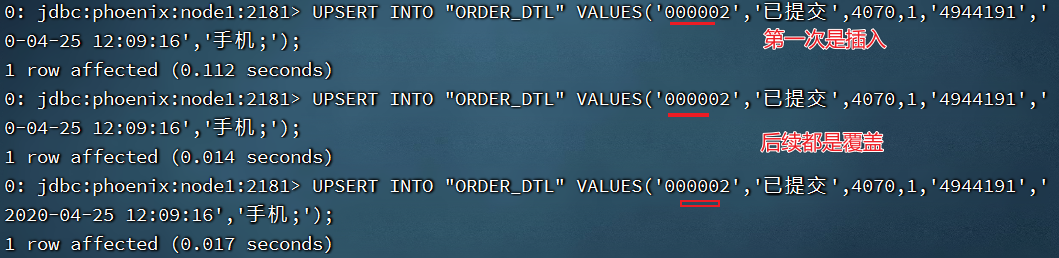 0: jdbc:phoenix:node1:2181> UPSERT INTO "ORDER_DTL" VALUES('000002','已提交',4070,1,'4944191','
0-04-25 12:09:16','手机;');
第一次是插入
1 row affected (0.112 seconds)
0: jdbc:phoenix:node1:2181> UPSERT INTO "ORDER_DTL" VALUES('000002','已提交',4070,1,'4944191','
0-04-25 12:09:16','手机;');
后续都是覆盖
1 row affected (0.014 seconds)
0: jdbc:phoenix:node1:2181> UPSERT INTO "ORDER_DTL" VALUES('000002','已提交',4070,1,'4944191','
2020-04-25 12:09:16','手机;');
1 row affected (0.017 seconds)